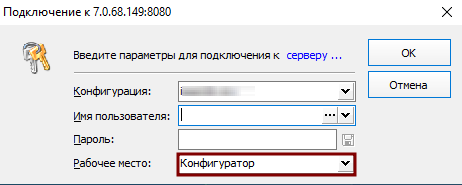 Подключение к 7.0.68.149:8080
Введите параметры для подключения к серверу ...
OK
Конфигурация:
Отмена
Имя пользователя:
...
Пароль:
Рабочее место: Конфигуратор